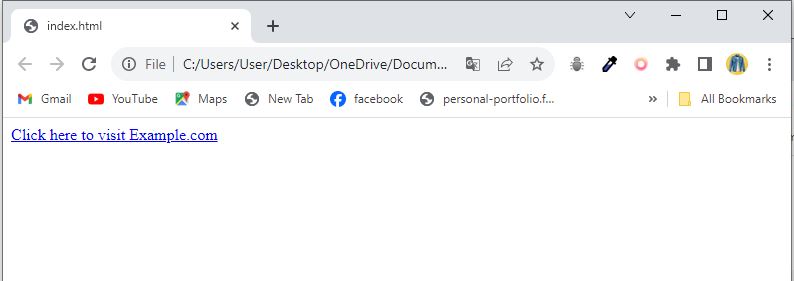 index.html
File C:/Users/User/Desktop/OneDrive/Docum...
Gmail YouTube Maps New Tab facebook personal-portfolio.f... » All Bookmarks
Click here to visit Example.com